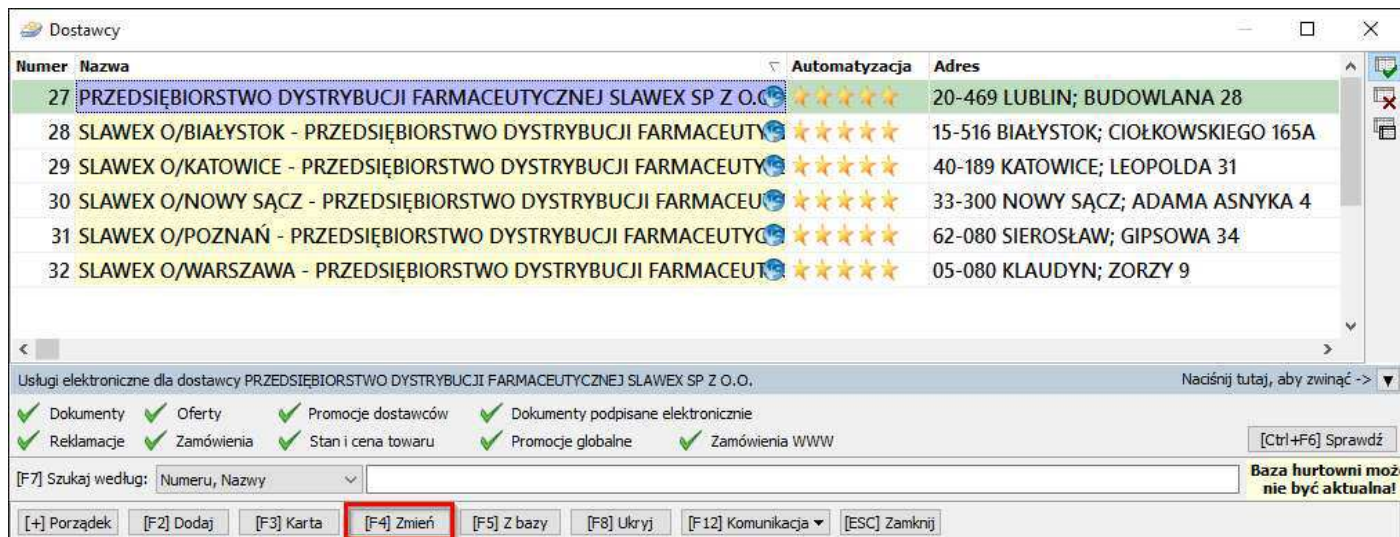 Dostawcy
Numer Nazwa Automatyzacja Adres
27 PRZEDSIĘBIORSTWO DYSTRYBUCJI FARMACEUTYCZNEJ SLAWEX SP Z O.O 20-469 LUBLIN; BUDOWLANA 28
28 SLAWEX O/BIAŁYSTOK - PRZEDSIĘBIORSTWO DYSTRYBUCJI FARMACEUTY 15-516 BIAŁYSTOK; CIOŁKOWSKIEGO 165A
29 SLAWEX O/KATOWICE - PRZEDSIĘBIORSTWO DYSTRYBUCJI FARMACEUTY 40-189 KATOWICE; LEOPOLDA 31
30 SLAWEX O/NOWY SĄCZ - PRZEDSIĘBIORSTWO DYSTRYBUCJI FARMACEU 33-300 NOWY SĄCZ; ADAMA ASNYKA 4
31 SLAWEX O/POZNAŃ - PRZEDSIĘBIORSTWO DYSTRYBUCJI FARMACEUTYC 62-080 SIEROSŁAW; GIPSOWA 34
32 SLAWEX O/WARSZAWA - PRZEDSIĘBIORSTWO DYSTRYBUCJI FARMACEUT 05-080 KLAUDYN; ZORZY 9
Usługi elektroniczne dla dostawcy PRZEDSIĘBIORSTWO DYSTRYBUCJI FARMACEUTYCZNEJ SLAWEX SP Z O.O. Naciśnij tutaj, aby zwinąć ->
Dokumenty Oferty Promocje dostawców Dokumenty podpisane elektronicznie
Reklamacje Zamówienia Stan i cena towaru Promocje globalne Zamówienia WWW [Ctrl+F6] Sprawdź
[F7] Szukaj według: Numeru, Nazwy Baza hurtowni moż
nie być aktualna!
[+] Porządek [F2] Dodaj [F3] Karta [F4] Zmień [F5] Z bazy [F8] Ukryj [F12] Komunikacja [ESC] Zamknij